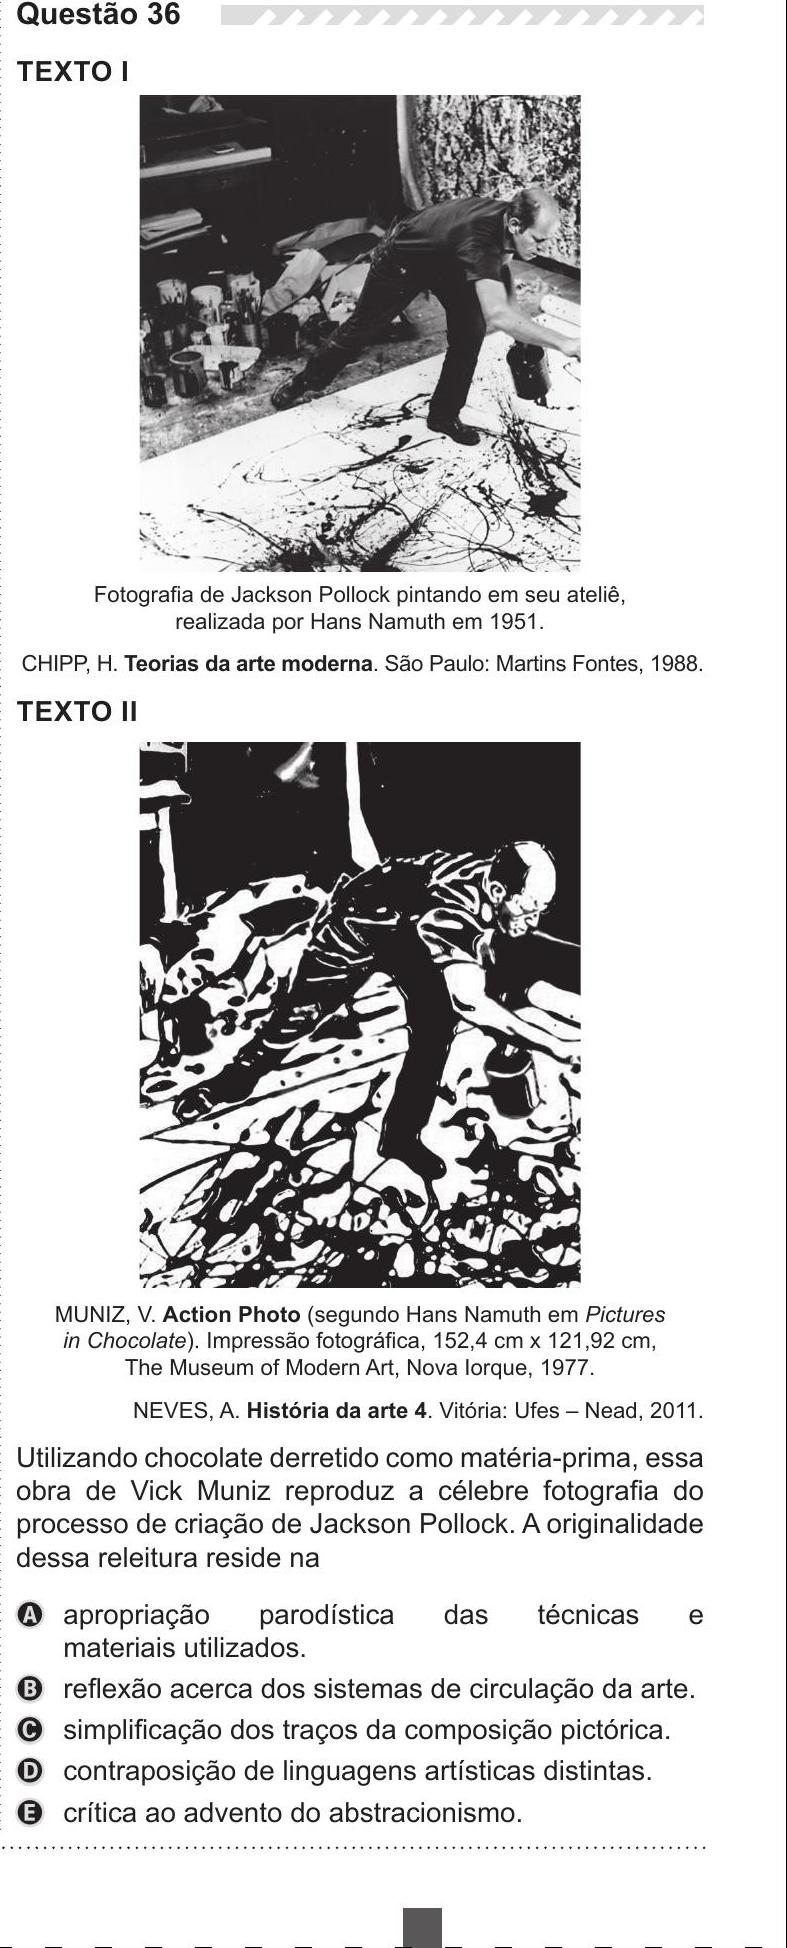 Questão 36
TEXTO I
Fotografia de Jackson Pollock pintando em seu ateliê,
realizada por Hans Namuth em 1951.
CHIPP, H. Teorias da arte moderna. São Paulo: Martins Fontes, 1988.
TEXTO II
MUNIZ, V. Action Photo (segundo Hans Namuth em Pictures
in Chocolate). Impressão fotográfica, 152,4 cm x 121,92 cm,
The Museum of Modern Art, Nova Iorque, 1977.
NEVES, A. História da arte 4. Vitória: Ufes – Nead, 2011.
Utilizando chocolate derretido como matéria-prima, essa
obra de Vick Muniz reproduz a célebre fotografia do
processo de criação de Jackson Pollock. A originalidade
dessa releitura reside na
A apropriação parodística das técnicas e
materiais utilizados.
B reflexão acerca dos sistemas de circulação da arte.
C simplificação dos traços da composição pictórica.
D contraposição de linguagens artísticas distintas.
E crítica ao advento do abstracionismo.